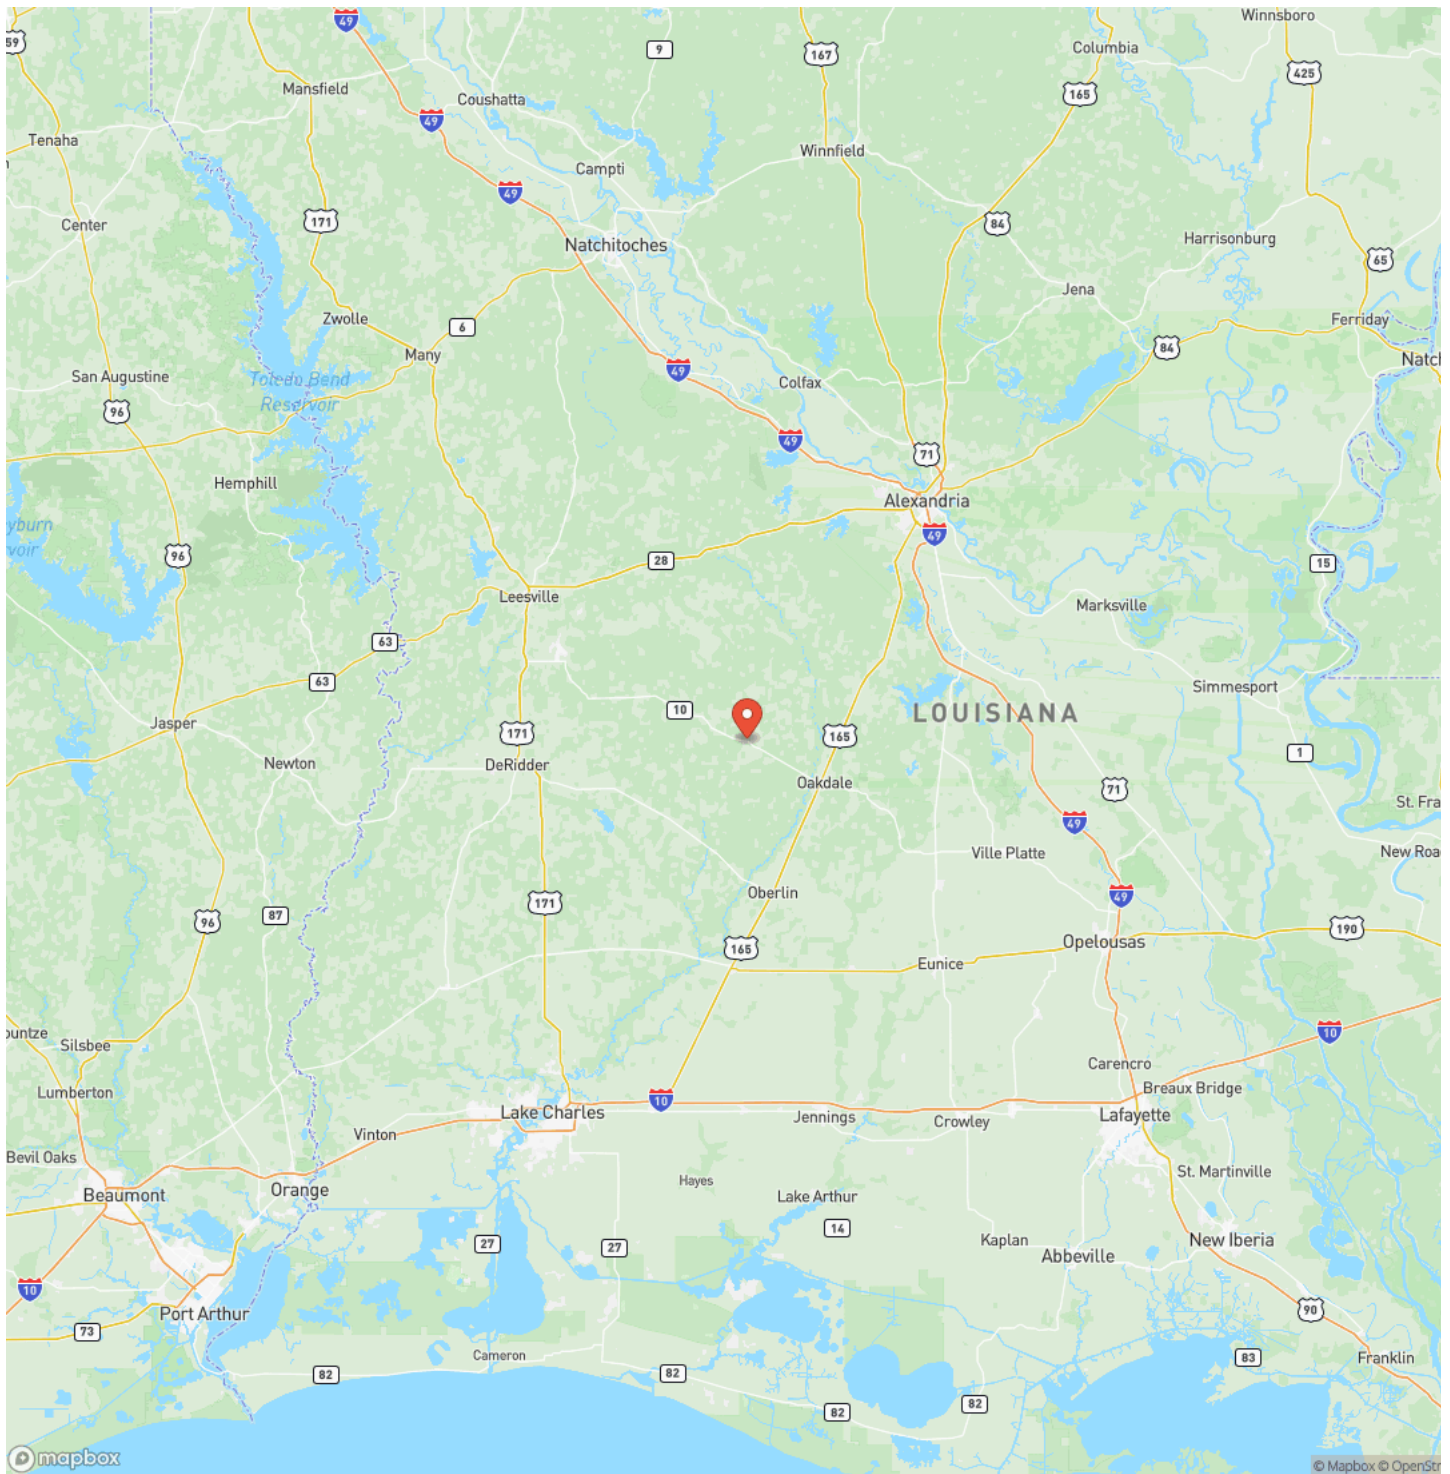 Winnsboro
49
59
9
167
Columbia
425
Mansfield
Coushatta
165
49
Tenaha
Winnfield
Campti
49
Center
171
84
Natchitoches
Harrisonburg
65
Jena
Zwolle
6
Ferriday
Many
84
Natc
San Augustine
Toledo Bend
Reservoir
49
Colfax
96
49
71
Hemphill
Alexandria
yburn
voir
49
96
28
15
Leesville
Marksville
63
63
Simmesport
10
LOUISIANA
Jasper
171
165
1
Newton
DeRidder
Oakdale
71
St. Fra
49
Ville Platte
New Roa
Oberlin
49
171
87
96
190
165
Opelousas
Eunice
ountze
10
Silsbee
Carencro
Lumberton
Breaux Bridge
10
Lake Charles
Jennings
Lafayette
Crowley
Vinton
Bevil Oaks
St. Martinville
Hayes
Orange
Beaumont
Lake Arthur
14
27
27
Kaplan
New Iberia
Abbeville
10
Port Arthur
90
73
Cameron
83
Franklin
82
82
82
82
mapbox
© Mapbox © OpenStr